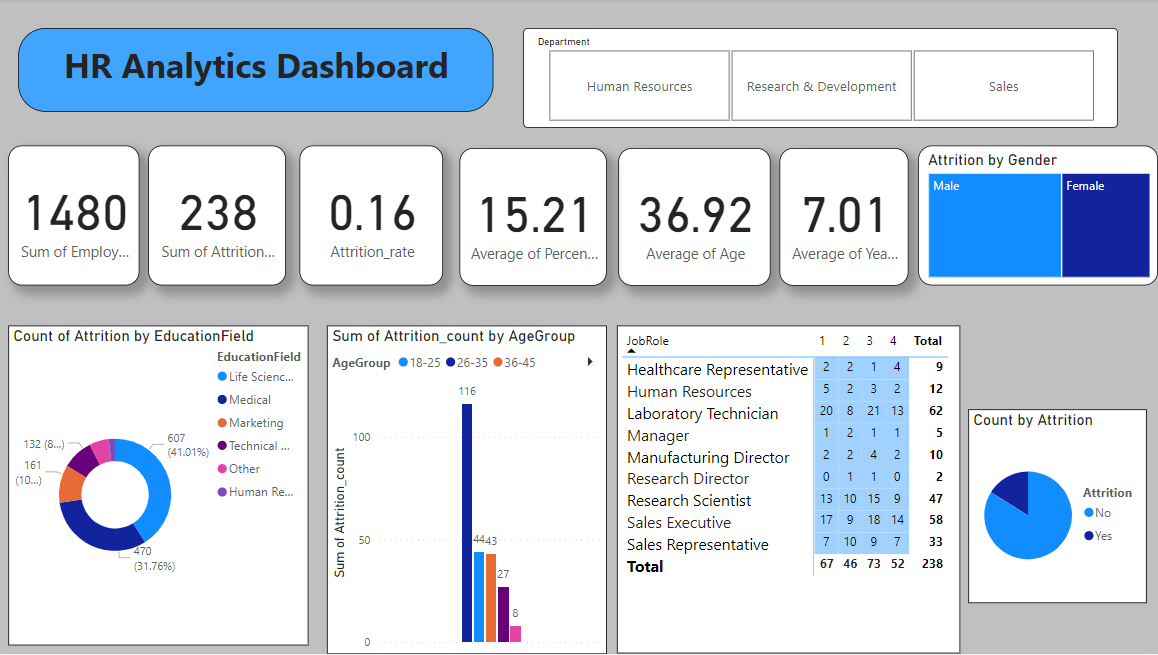 HR Analytics Dashboard
Department
Human Resources
Research & Development
Sales
1480
Sum of Employ...
238
Sum of Attrition...
0.16
Attrition_rate
15.21
Average of Percen...
36.92
Average of Age
7.01
Average of Yea...
Attrition by Gender
Male
Female
Count of Attrition by EducationField
EducationField
Life Scienc...
Medical
Marketing
Technical ...
Other
Human Re...
607
(41.01%)
470
(31.76%)
161
(10...)
132 (8...)
Sum of Attrition_count by AgeGroup
AgeGroup 18-25 26-35 36-45
Sum of Attrition_count
100
50
0
116
44
43
27
8
JobRole 1 2 3 4 Total
Healthcare Representative 2 2 1 4 9
Human Resources 5 2 3 2 12
Laboratory Technician 20 8 21 13 62
Manager 1 2 1 1 5
Manufacturing Director 2 2 4 2 10
Research Director 0 1 1 0 2
Research Scientist 13 10 15 9 47
Sales Executive 17 9 18 14 58
Sales Representative 7 10 9 7 33
Total 67 46 73 52 238
Count by Attrition
Attrition
No
Yes